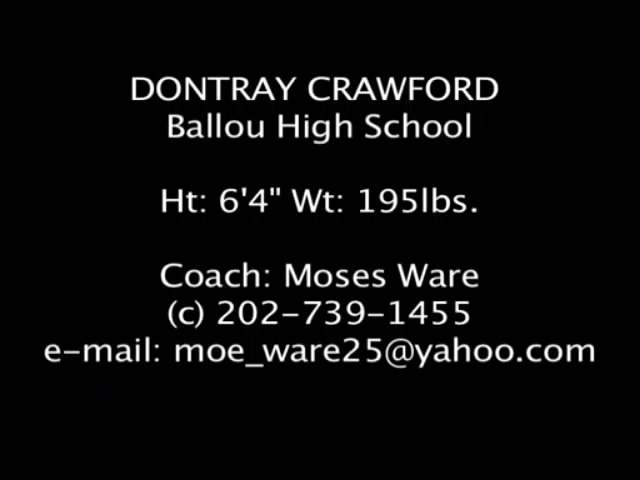 DONTRAY CRAWFORD
Ballou High School
Ht: 6'4" Wt: 195lbs.
Coach: Moses Ware
(c) 202-739-1455
e-mail: moe_ware25@yahoo.com